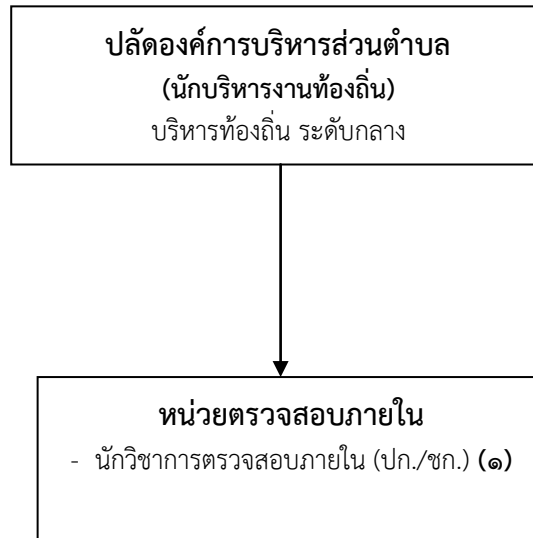 ปลัดองค์การบริหารส่วนตำบล
(นักบริหารงานท้องถิ่น)
บริหารท้องถิ่น ระดับกลาง
หน่วยตรวจสอบภายใน
- นักวิชาการตรวจสอบภายใน (ปก./ชก.) (๑)